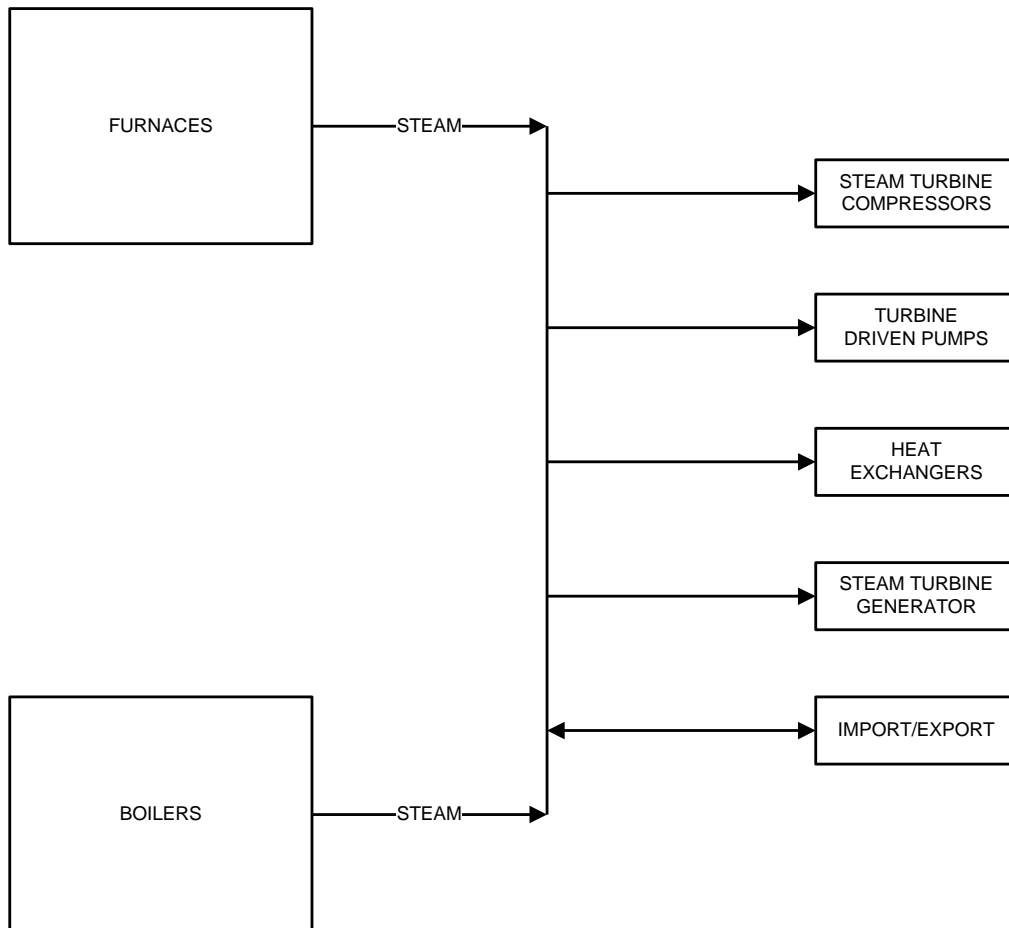 FURNACES
STEAM
STEAM TURBINE
COMPRESSORS
TURBINE
DRIVEN PUMPS
HEAT
EXCHANGERS
STEAM TURBINE
GENERATOR
IMPORT/EXPORT
BOILERS
STEAM